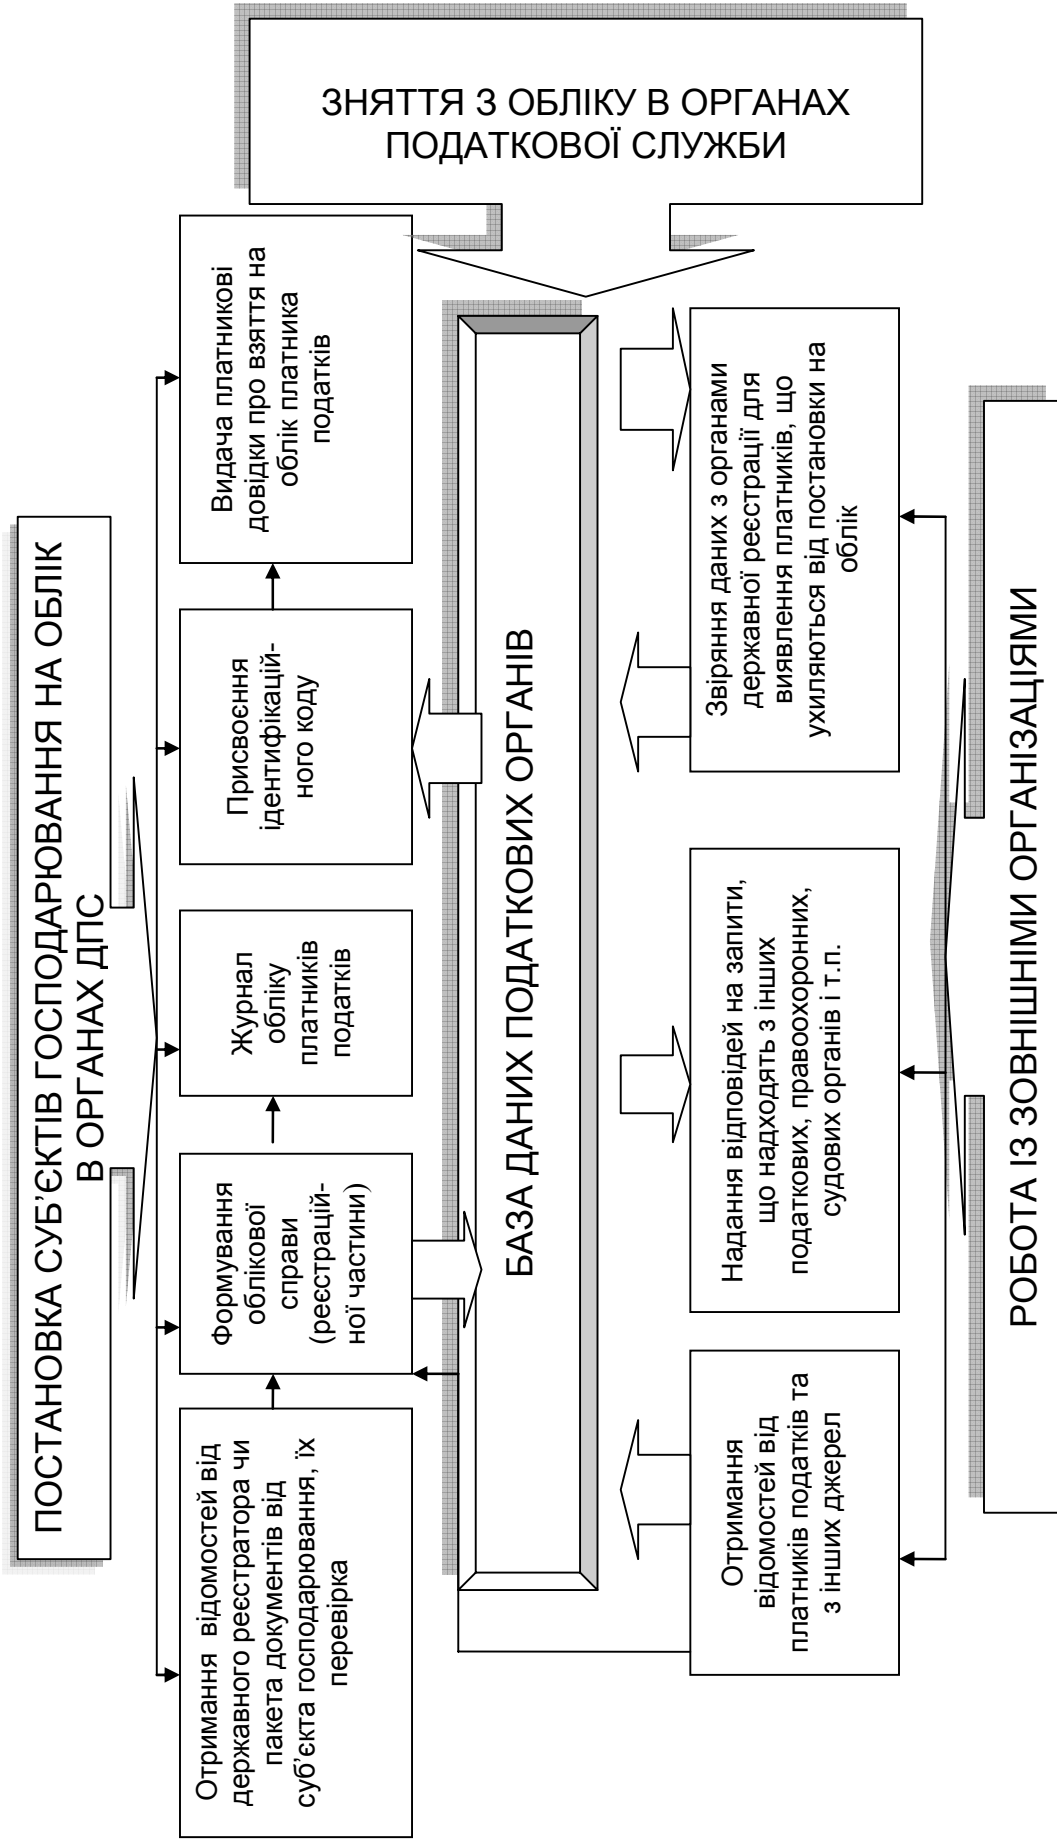 ПОСТАНОВКА СУБ’ЄКТІВ ГОСПОДАРЮВАННЯ НА ОБЛІК
В ОРГАНАХ ДПС
Отримання відомостей від
державного реєстратора чи
пакета документів від
суб’єкта господарювання, їх
перевірка
Формування
облікової
справи
(реєстрацій-
ної частини)
Журнал
обліку
платників
податків
Присвоєння
ідентифікацій-
ного коду
Видача платникові
довідки про взяття на
облік платника
податків
БАЗА ДАНИХ ПОДАТКОВИХ ОРГАНІВ
ЗНЯТТЯ З ОБЛІКУ В ОРГАНАХ
ПОДАТКОВОЇ СЛУЖБИ
Отримання
відомостей від
платників податків та
з інших джерел
Надання відповідей на запити,
що надходять з інших
податкових, правоохоронних,
судових органів і т.п.
Звіряння даних з органами
державної реєстрації для
виявлення платників, що
ухиляються від постановки на
облік
РОБОТА ІЗ ЗОВНІШНІМИ ОРГАНІЗАЦІЯМИ